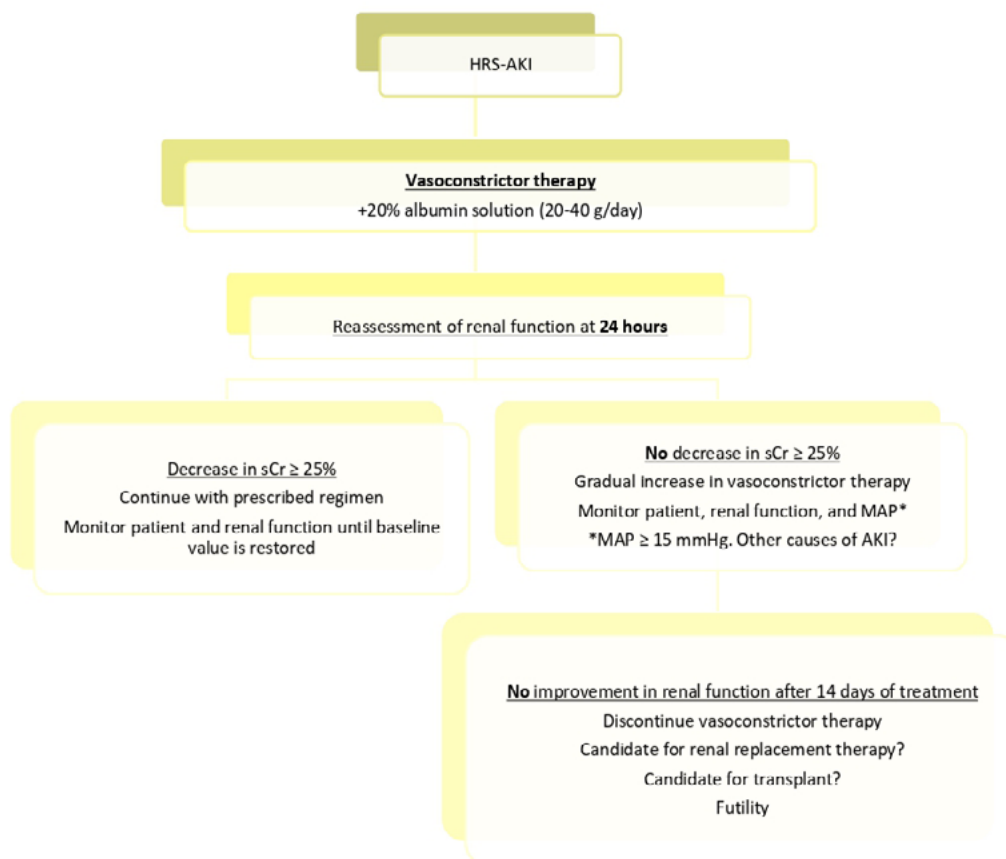 HRS-AKI
Vasoconstrictor therapy
+20% albumin solution (20-40 g/day)
Reassessment of renal function at 24 hours
Decrease in sCr ≥ 25%
Continue with prescribed regimen
Monitor patient and renal function until baseline
value is restored
No decrease in sCr ≥ 25%
Gradual increase in vasoconstrictor therapy
Monitor patient, renal function, and MAP*
*MAP ≥ 15 mmHg. Other causes of AKI?
No improvement in renal function after 14 days of treatment
Discontinue vasoconstrictor therapy
Candidate for renal replacement therapy?
Candidate for transplant?
Futility